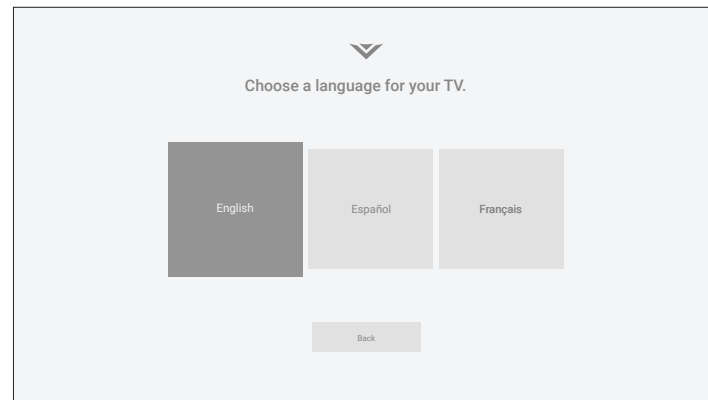 Choose a language for your TV.
English
Español
Français
Back